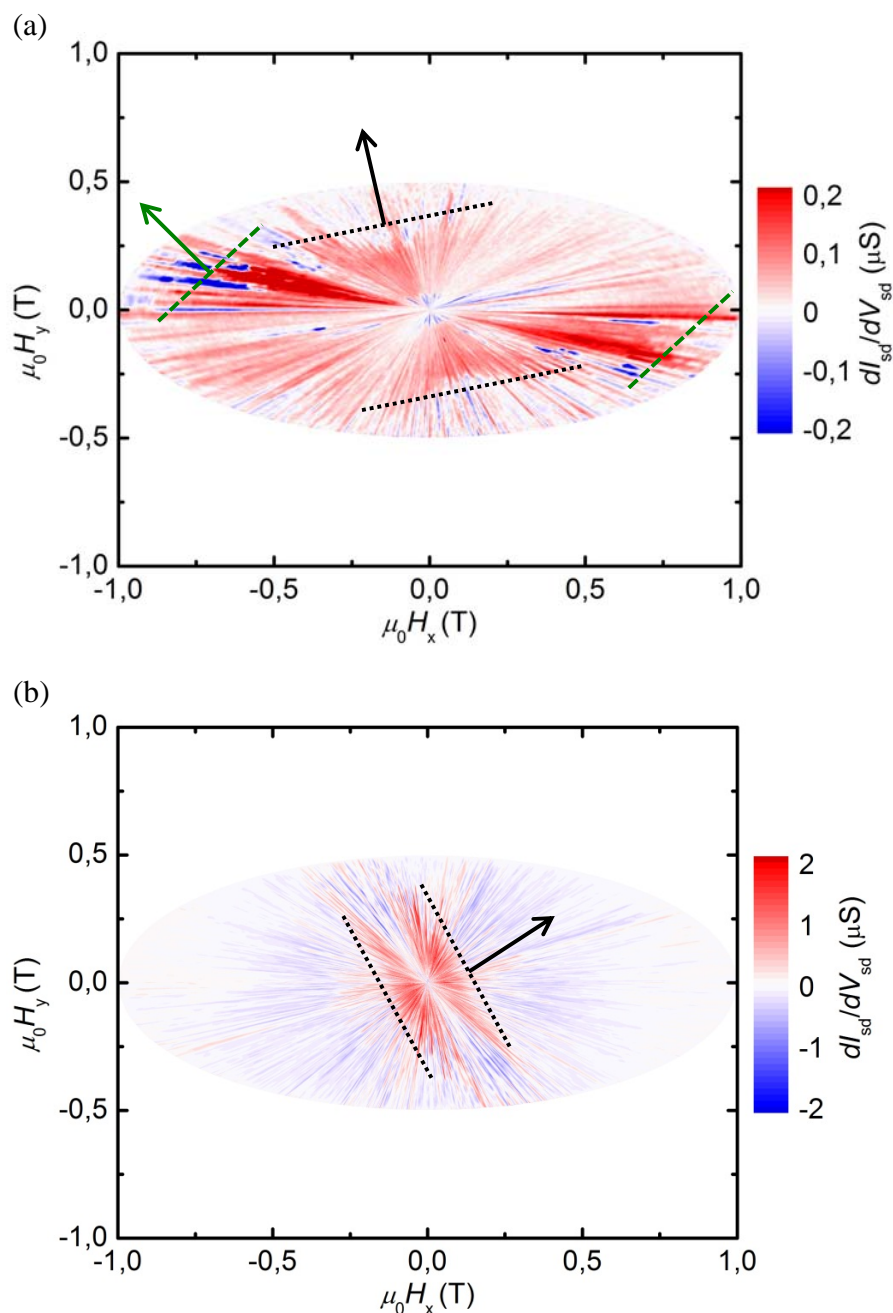 (a)
1,0
0,5
0,0
-0,5
-1,0
μ₀Hy (T)
-1,0 -0,5 0,0 0,5 1,0
μ₀Hx (T)
0,2
0,1
0
-0,1
-0,2
dIsd/dVsd (μS)
(b)
1,0
0,5
0,0
-0,5
-1,0
μ₀Hy (T)
-1,0 -0,5 0,0 0,5 1,0
μ₀Hx (T)
2
1
0
-1
-2
dIsd/dVsd (μS)